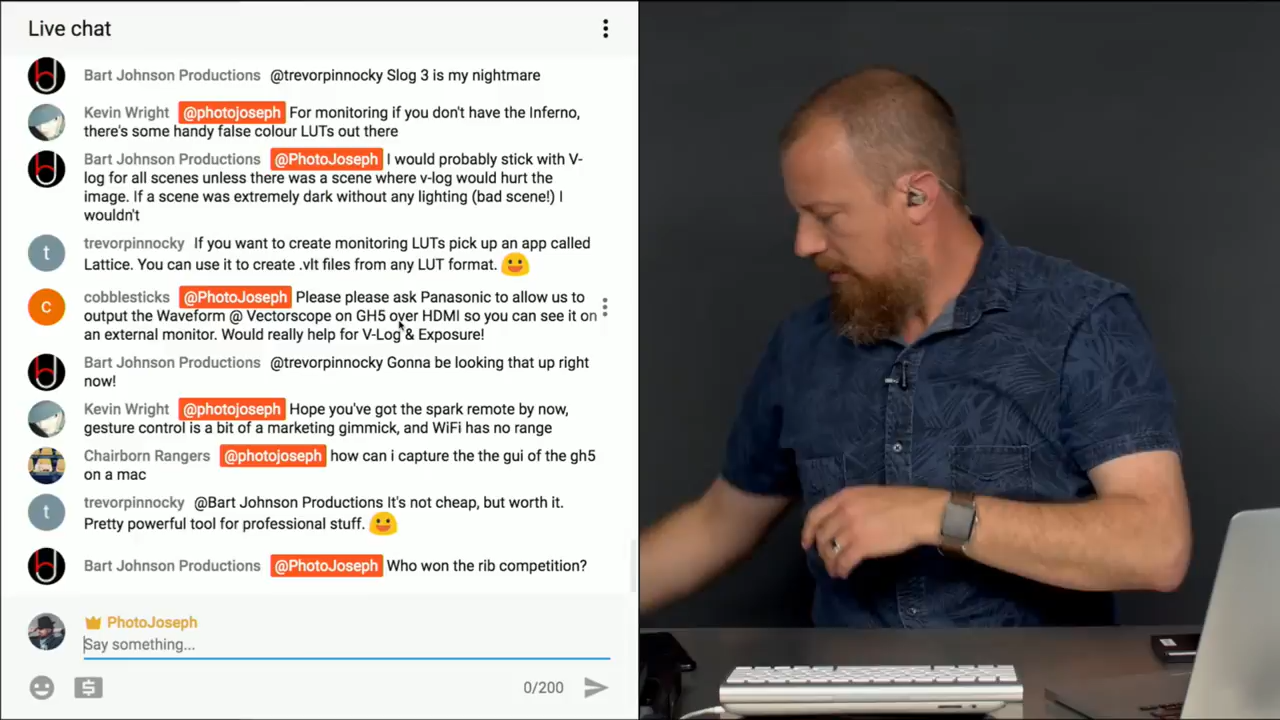 Live chat
Bart Johnson Productions @trevorpinnocky Slog 3 is my nightmare
Kevin Wright @photojoseph For monitoring if you don't have the Inferno,
there's some handy false colour LUTs out there
Bart Johnson Productions @PhotoJoseph I would probably stick with V-
log for all scenes unless there was a scene where v-log would hurt the
image. If a scene was extremely dark without any lighting (bad scene!) I
wouldn't
t
trevorpinnocky If you want to create monitoring LUTs pick up an app called
Lattice. You can use it to create .vlt files from any LUT format.
c
cobblesticks @PhotoJoseph Please please ask Panasonic to allow us to
output the Waveform @ Vectorscope on GH5 over HDMI so you can see it on
an external monitor. Would really help for V-Log & Exposure!
Bart Johnson Productions @trevorpinnocky Gonna be looking that up right
now!
Kevin Wright @photojoseph Hope you've got the spark remote by now,
gesture control is a bit of a marketing gimmick, and WiFi has no range
Chairborn Rangers @photojoseph how can i capture the the gui of the gh5
on a mac
t
trevorpinnocky @Bart Johnson Productions It's not cheap, but worth it.
Pretty powerful tool for professional stuff.
Bart Johnson Productions @PhotoJoseph Who won the rib competition?
PhotoJoseph
Say something...
$
0/200